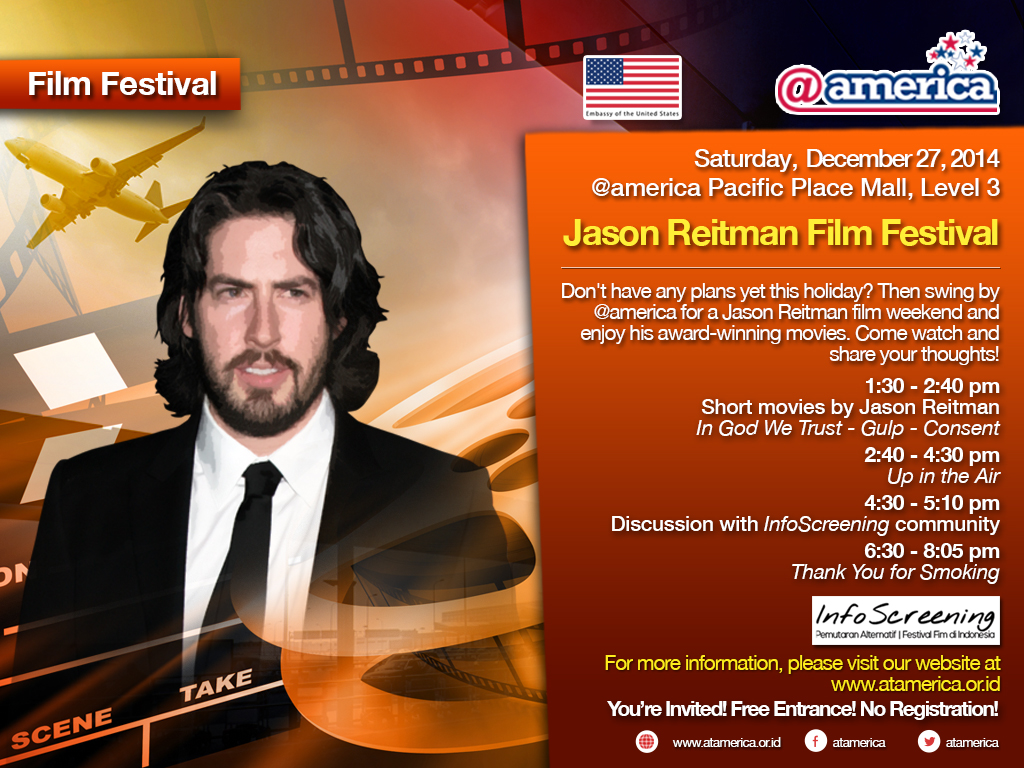 Film Festival
Embassy of the United States
@america
Saturday, December 27, 2014
@america Pacific Place Mall, Level 3
Jason Reitman Film Festival
Don't have any plans yet this holiday? Then swing by
@america for a Jason Reitman film weekend and
enjoy his award-winning movies. Come watch and
share your thoughts!
1:30 - 2:40 pm
Short movies by Jason Reitman
In God We Trust - Gulp - Consent
2:40 - 4:30 pm
Up in the Air
4:30 - 5:10 pm
Discussion with InfoScreening community
6:30 - 8:05 pm
Thank You for Smoking
InfoScreening
Pemutaran Alternatif | Festival Fim di Indonesia
For more information, please visit our website at
www.atamerica.or.id
You're Invited! Free Entrance! No Registration!
www.atamerica.or.id atamerica atamerica
ON
TAKE
SCENE